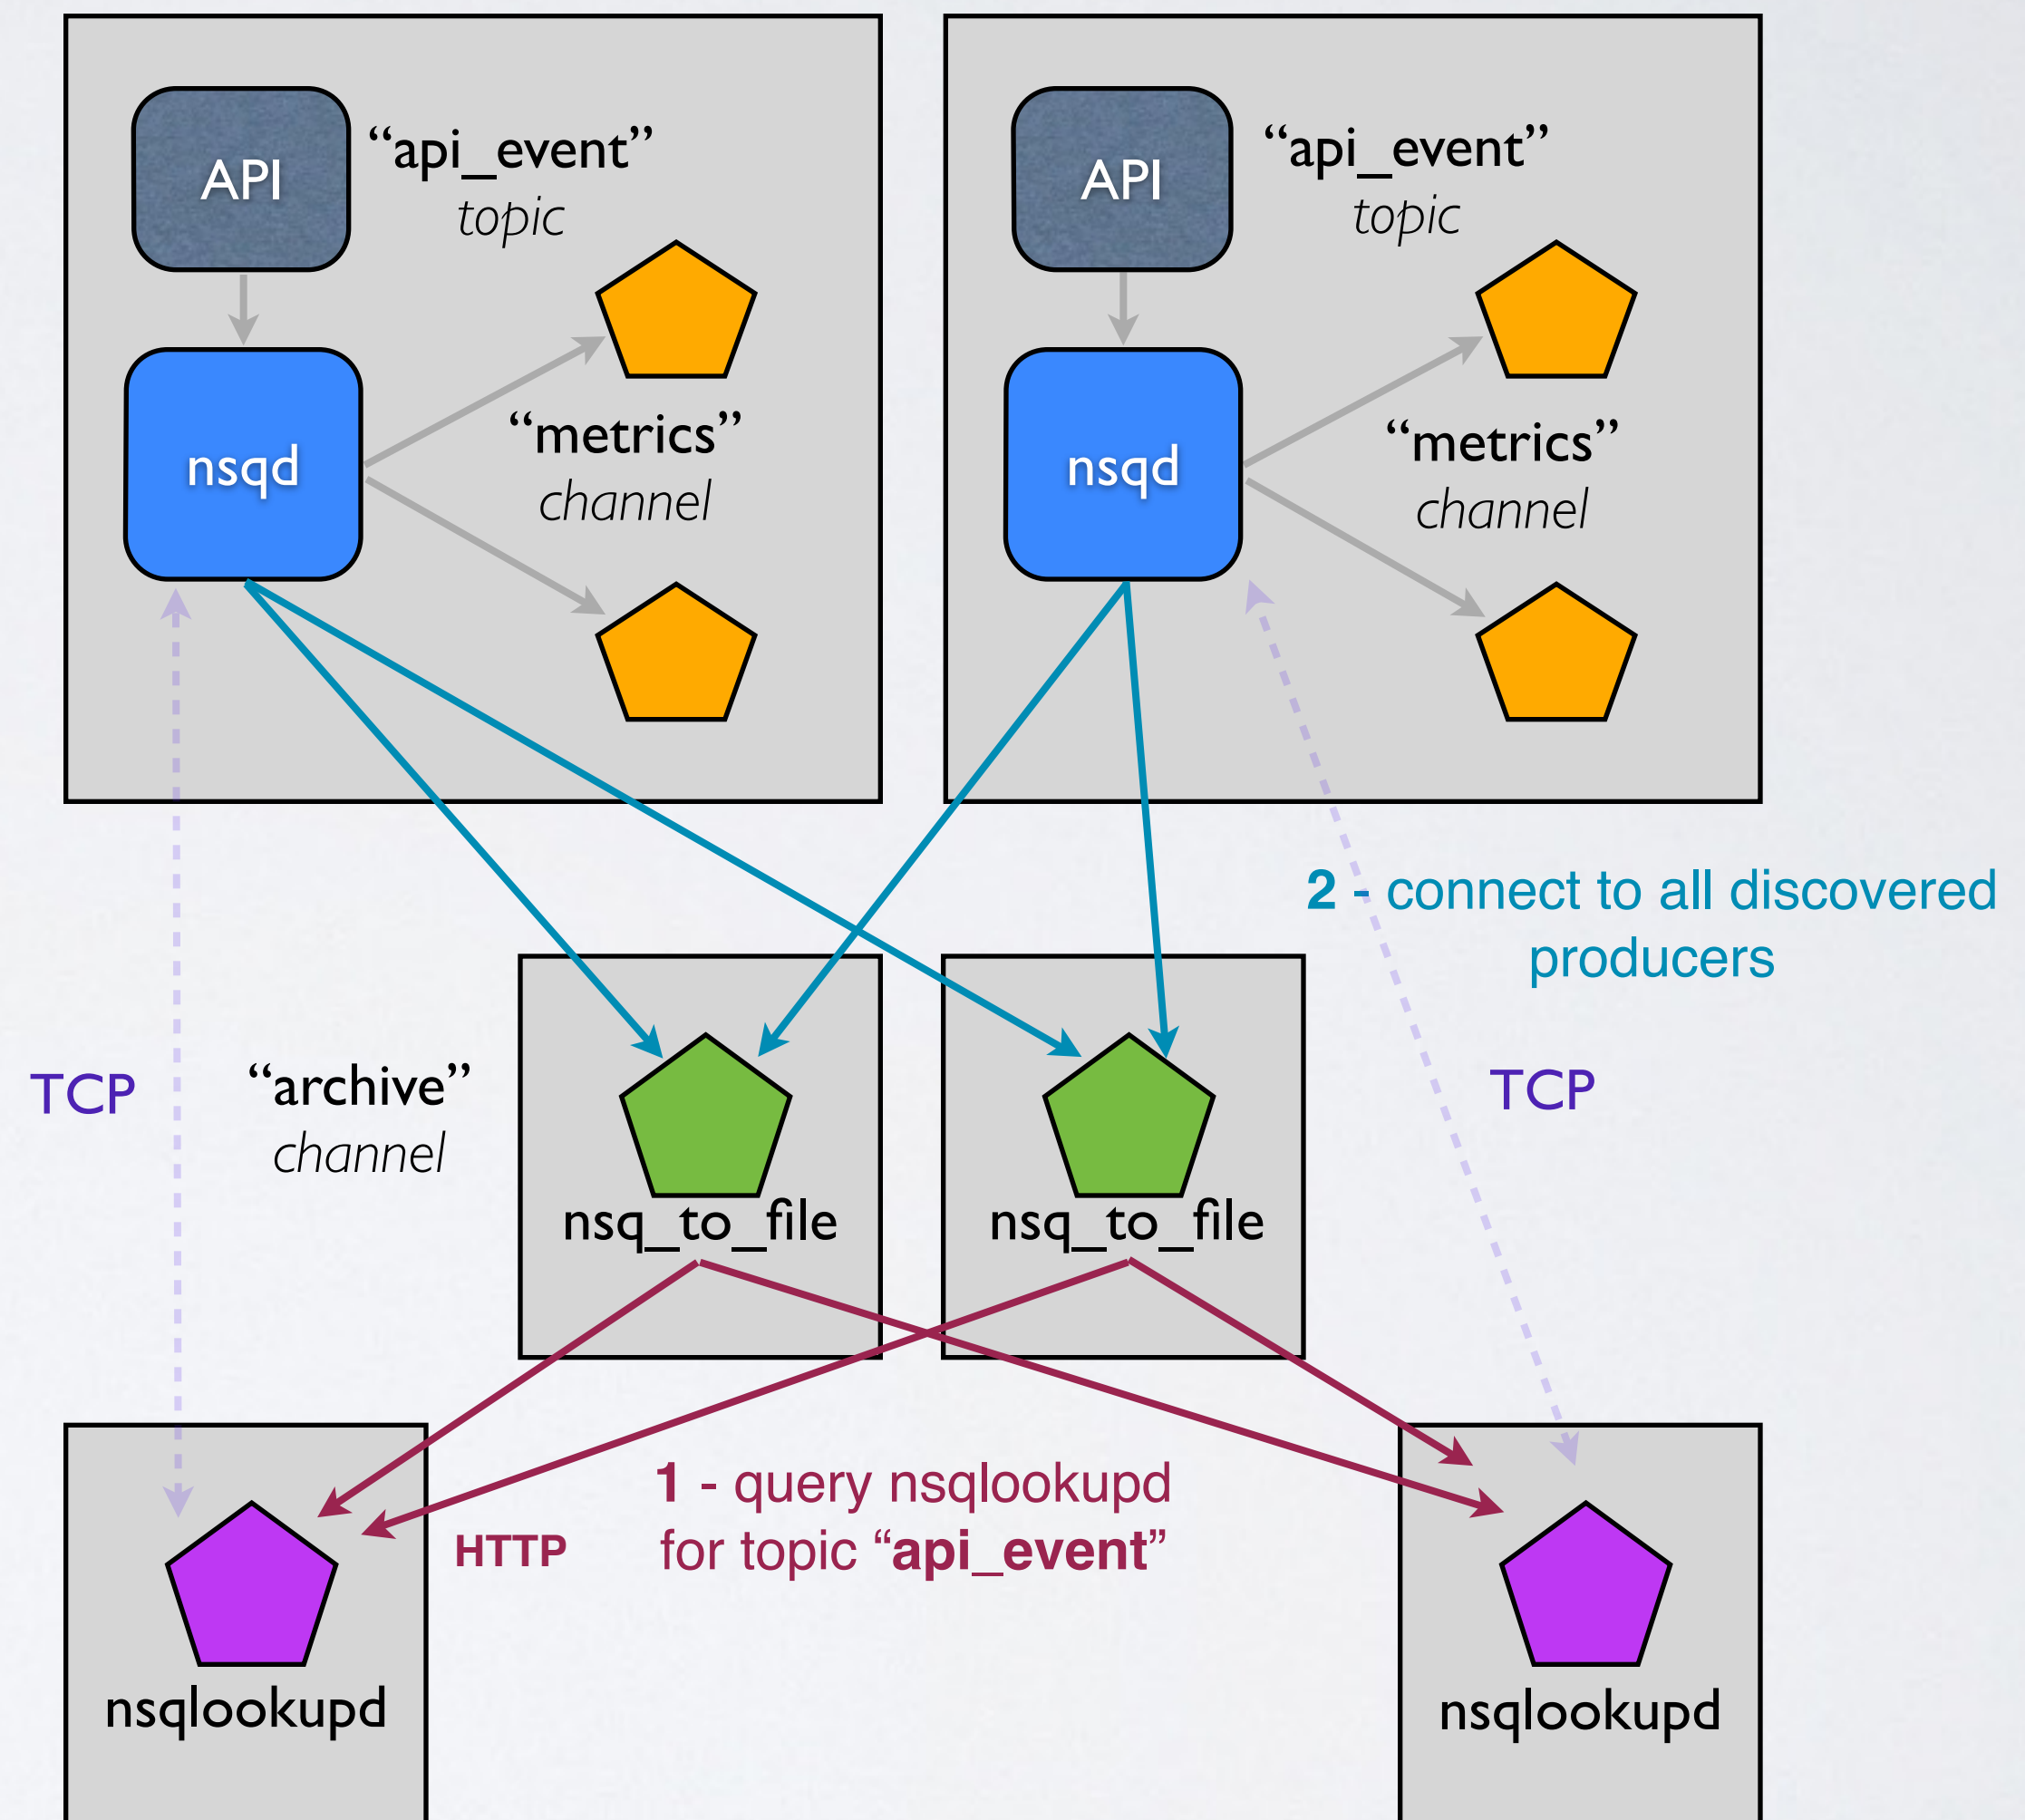 API
“api_event”
topic
API
“api_event”
topic
nsqd
“metrics”
channel
nsqd
“metrics”
channel
2 - connect to all discovered
producers
TCP
“archive”
channel
TCP
nsq_to_file
nsq_to_file
1 - query nsqlookupd
for topic “api_event”
HTTP
nsqlookupd
nsqlookupd